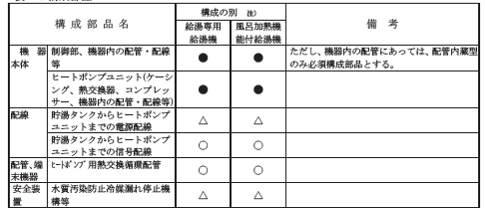 構成部品名
構成の別 注)
備考
給湯専用
給湯機
風呂加熱機
能付給湯機
機器
本体
制御部、機器内の配管・配線
等
●
●
ただし、機器内の配管にあっては、配管内蔵型
のみ必須構成部品とする。
ヒートポンプユニット(ケーシ
ング、熱交換器、コンプレッ
サー、機器内の配管・配線等)
●
●
配線
貯湯タンクからヒートポンプ
ユニットまでの電源配線
△
△
貯湯タンクからヒートポンプ
ユニットまでの信号配線
○
○
配管、端
末機器
ヒートポンプ用熱交換循環配管
○
○
安全装
置
水質汚染防止冷媒漏れ停止機
構等
△
△